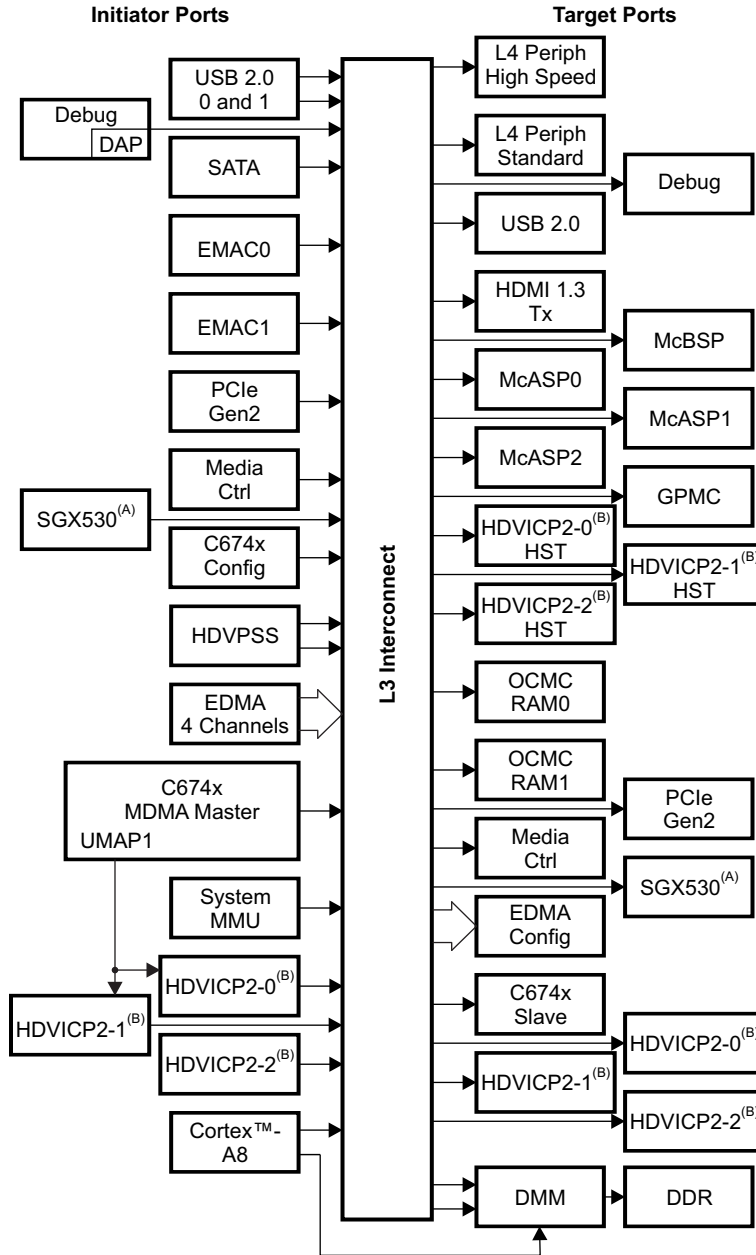 Initiator Ports
Target Ports
USB 2.0
0 and 1
Debug
DAP
SATA
EMAC0
EMAC1
PCIe
Gen2
Media
Ctrl
SGX530(A)
C674x
Config
HDVPSS
EDMA
4 Channels
C674x
MDMA Master
UMAP1
System
MMU
HDVICP2-0(B)
HDVICP2-1(B)
HDVICP2-2(B)
Cortex™-
A8
L3 Interconnect
L4 Periph
High Speed
L4 Periph
Standard
Debug
USB 2.0
HDMI 1.3
Tx
McBSP
McASP0
McASP1
McASP2
GPMC
HDVICP2-0(B)
HST
HDVICP2-1(B)
HST
HDVICP2-2(B)
HST
OCMC
RAM0
OCMC
RAM1
PCIe
Gen2
Media
Ctrl
SGX530(A)
EDMA
Config
C674x
Slave
HDVICP2-0(B)
HDVICP2-1(B)
HDVICP2-2(B)
DMM
DDR